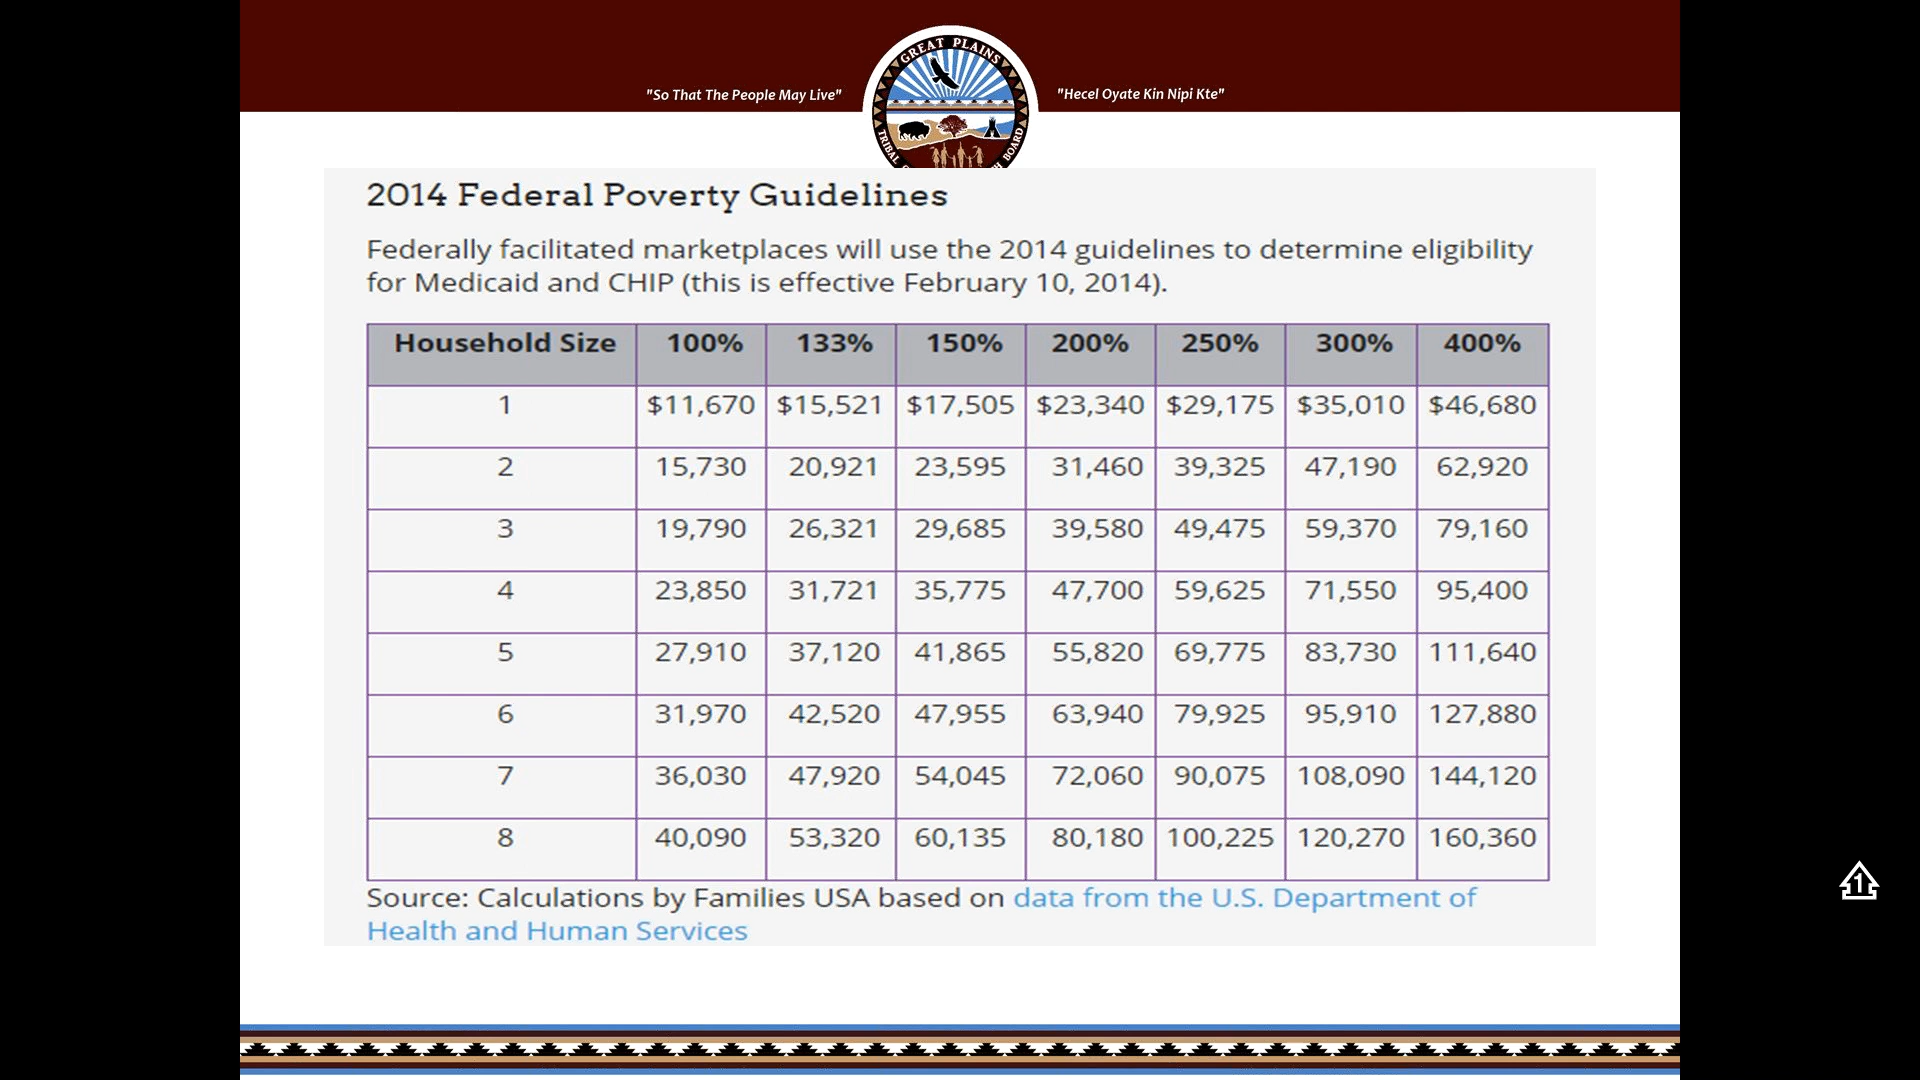 "So That The People May Live"
"Hecel Oyate Kin Nipi Kte"
GREAT PLAINS
TRIBAL
BOARD
2014 Federal Poverty Guidelines
Federally facilitated marketplaces will use the 2014 guidelines to determine eligibility
for Medicaid and CHIP (this is effective February 10, 2014).
Household Size 100% 133% 150% 200% 250% 300% 400%
1 $11,670 $15,521 $17,505 $23,340 $29,175 $35,010 $46,680
2 15,730 20,921 23,595 31,460 39,325 47,190 62,920
3 19,790 26,321 29,685 39,580 49,475 59,370 79,160
4 23,850 31,721 35,775 47,700 59,625 71,550 95,400
5 27,910 37,120 41,865 55,820 69,775 83,730 111,640
6 31,970 42,520 47,955 63,940 79,925 95,910 127,880
7 36,030 47,920 54,045 72,060 90,075 108,090 144,120
8 40,090 53,320 60,135 80,180 100,225 120,270 160,360
Source: Calculations by Families USA based on data from the U.S. Department of
Health and Human Services
1